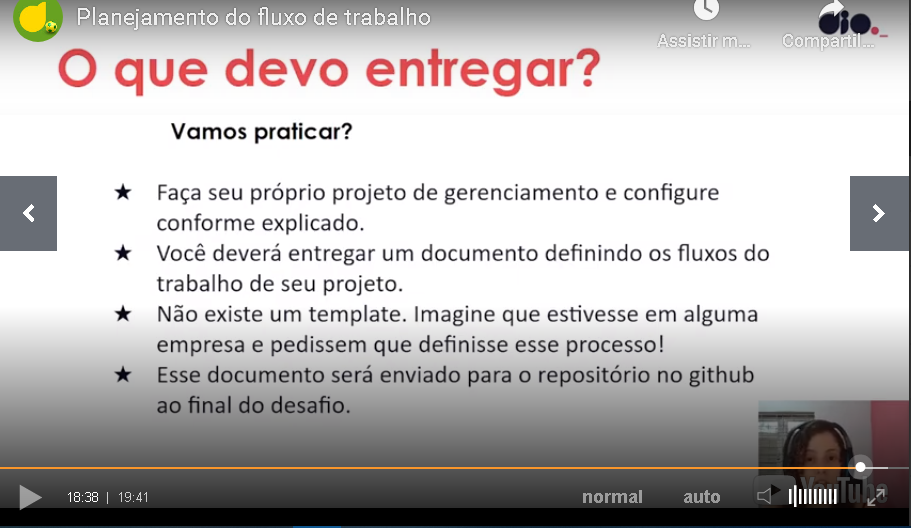 Planejamento do fluxo de trabalho
dio._
Assistir m...
Compartil...
O que devo entregar?
Vamos praticar?
★ Faça seu próprio projeto de gerenciamento e configure
conforme explicado.
★ Você deverá entregar um documento definindo os fluxos do
trabalho de seu projeto.
★ Não existe um template. Imagine que estivesse em alguma
empresa e pedissem que definisse esse processo!
★ Esse documento será enviado para o repositório no github
ao final do desafio.
18:38 | 19:41
normal
auto
YouTube